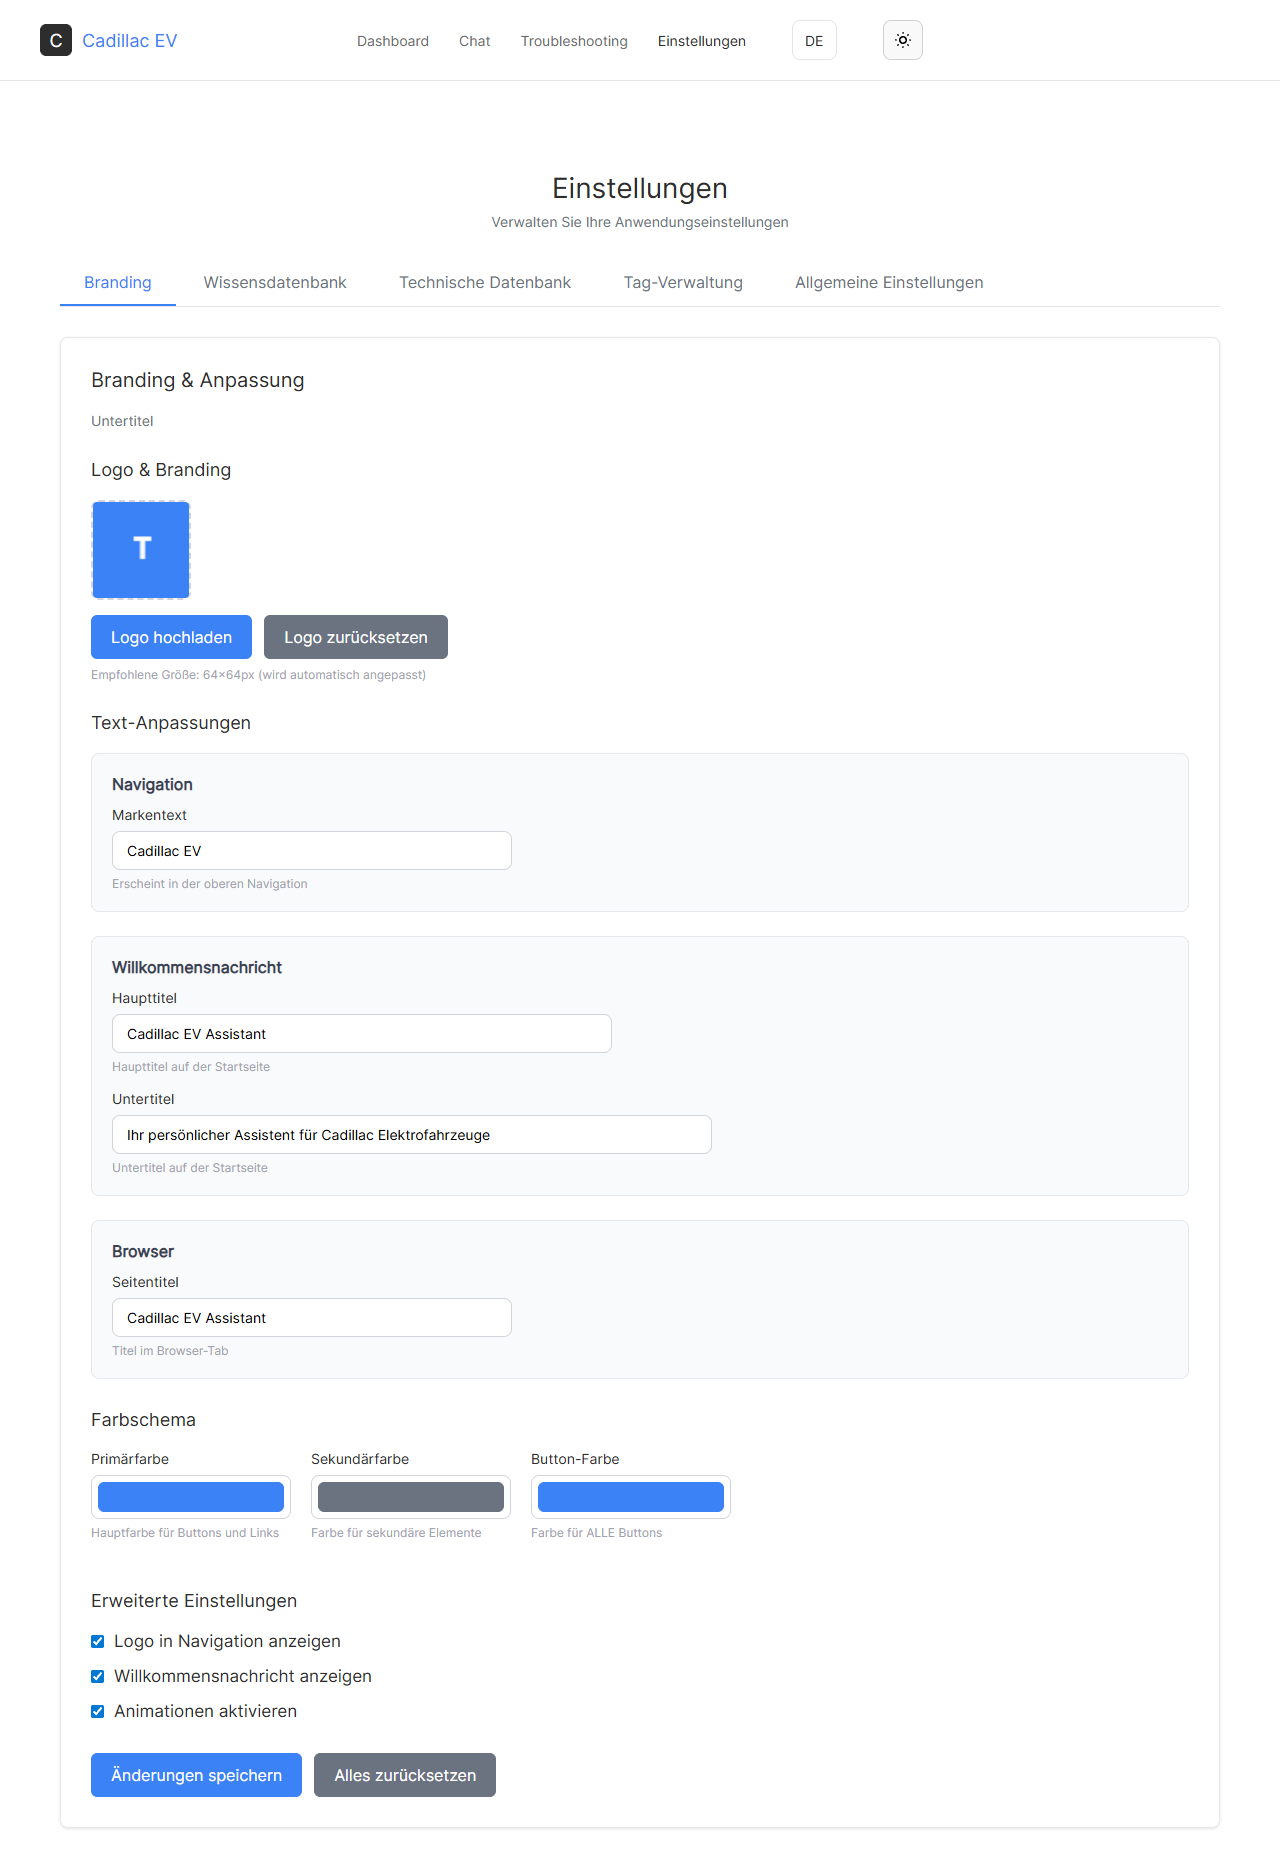 C Cadillac EV Dashboard Chat Troubleshooting Einstellungen DE
Einstellungen
Verwalten Sie Ihre Anwendungseinstellungen
Branding Wissensdatenbank Technische Datenbank Tag-Verwaltung Allgemeine Einstellungen
Branding & Anpassung
Untertitel
Logo & Branding
T
Logo hochladen Logo zurücksetzen
Empfohlene Größe: 64×64px (wird automatisch angepasst)
Text-Anpassungen
Navigation
Markentext
Cadillac EV
Erscheint in der oberen Navigation
Willkommensnachricht
Haupttitel
Cadillac EV Assistant
Haupttitel auf der Startseite
Untertitel
Ihr persönlicher Assistent für Cadillac Elektrofahrzeuge
Untertitel auf der Startseite
Browser
Seitentitel
Cadillac EV Assistant
Titel im Browser-Tab
Farbschema
Primärfarbe Sekundärfarbe Button-Farbe
Hauptfarbe für Buttons und Links Farbe für sekundäre Elemente Farbe für ALLE Buttons
Erweiterte Einstellungen
Logo in Navigation anzeigen
Willkommensnachricht anzeigen
Animationen aktivieren
Änderungen speichern Alles zurücksetzen